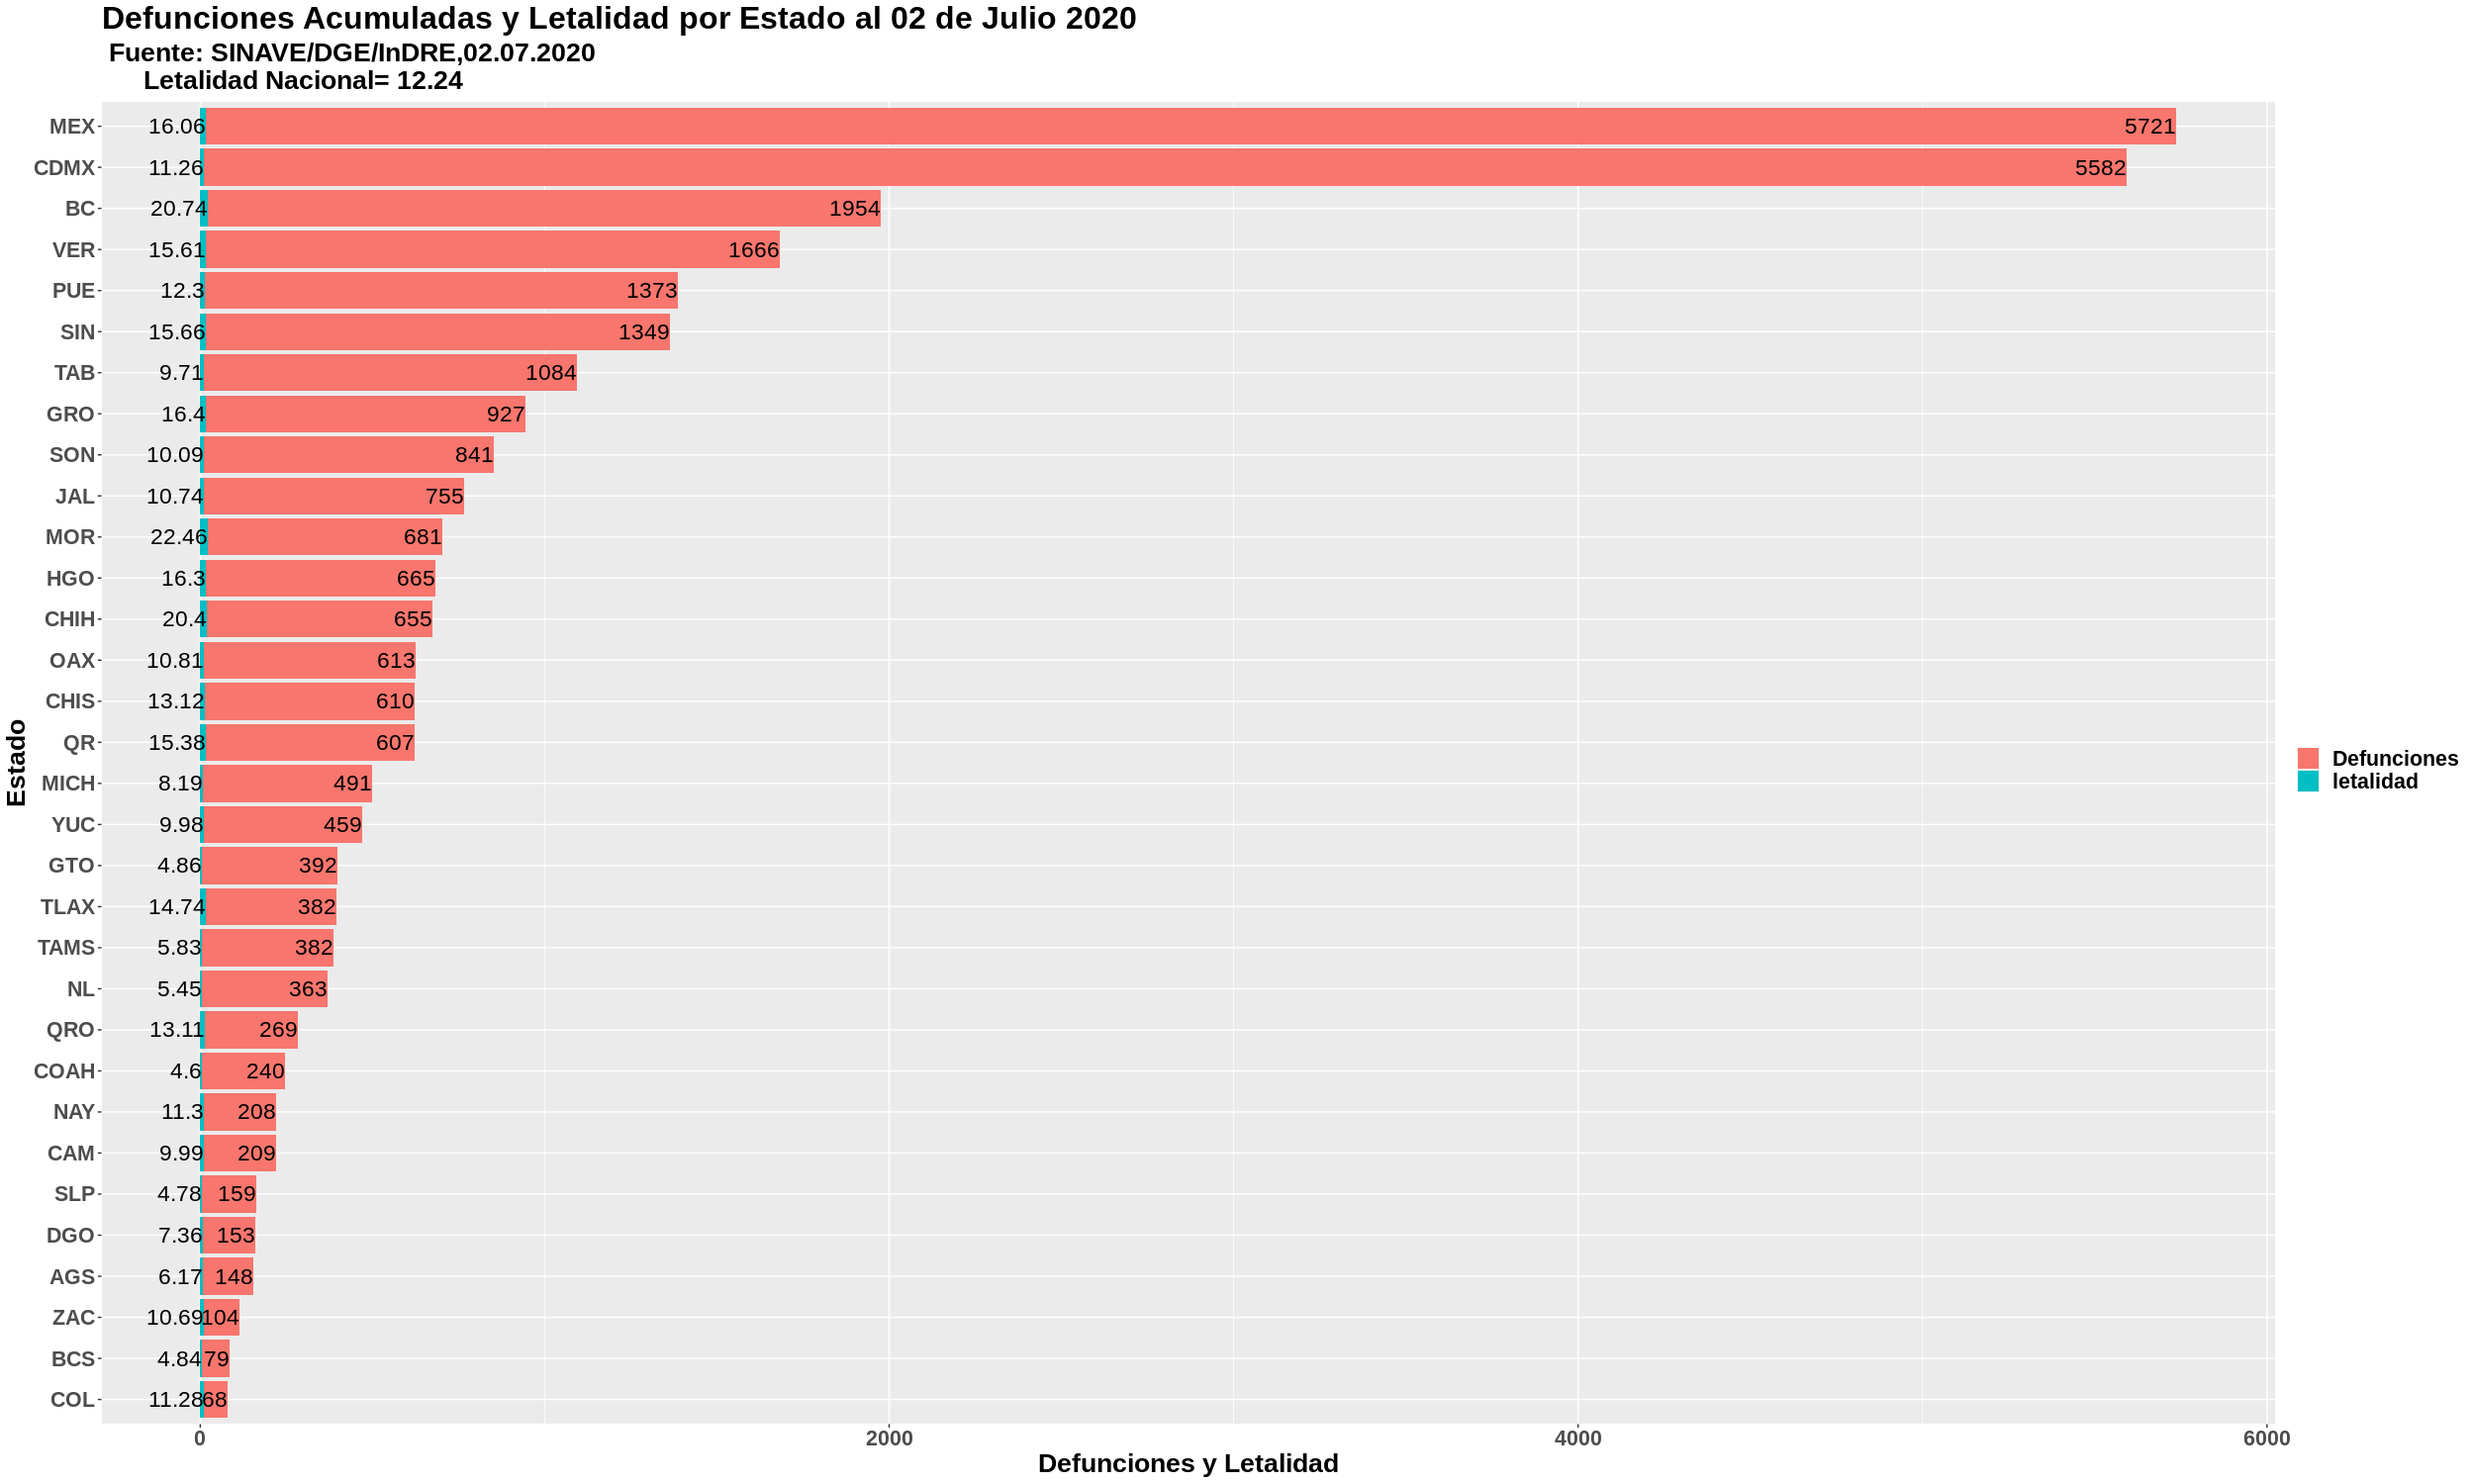 Defunciones Acumuladas y Letalidad por Estado al 02 de Julio 2020
Fuente: SINAVE/DGE/InDRE,02.07.2020
Letalidad Nacional= 12.24
MEX 16.06 5721
CDMX 11.26 5582
BC 20.74 1954
VER 15.61 1666
PUE 12.3 1373
SIN 15.66 1349
TAB 9.71 1084
GRO 16.4 927
SON 10.09 841
JAL 10.74 755
MOR 22.46 681
HGO 16.3 665
CHIH 20.4 655
OAX 10.81 613
CHIS 13.12 610
QR 15.38 607
MICH 8.19 491
YUC 9.98 459
GTO 4.86 392
TLAX 14.74 382
TAMS 5.83 382
NL 5.45 363
QRO 13.11 269
COAH 4.6 240
NAY 11.3 208
CAM 9.99 209
SLP 4.78 159
DGO 7.36 153
AGS 6.17 148
ZAC 10.69 104
BCS 4.84 79
COL 11.28 68
0 2000 4000 6000
Defunciones y Letalidad
Estado
Defunciones
letalidad